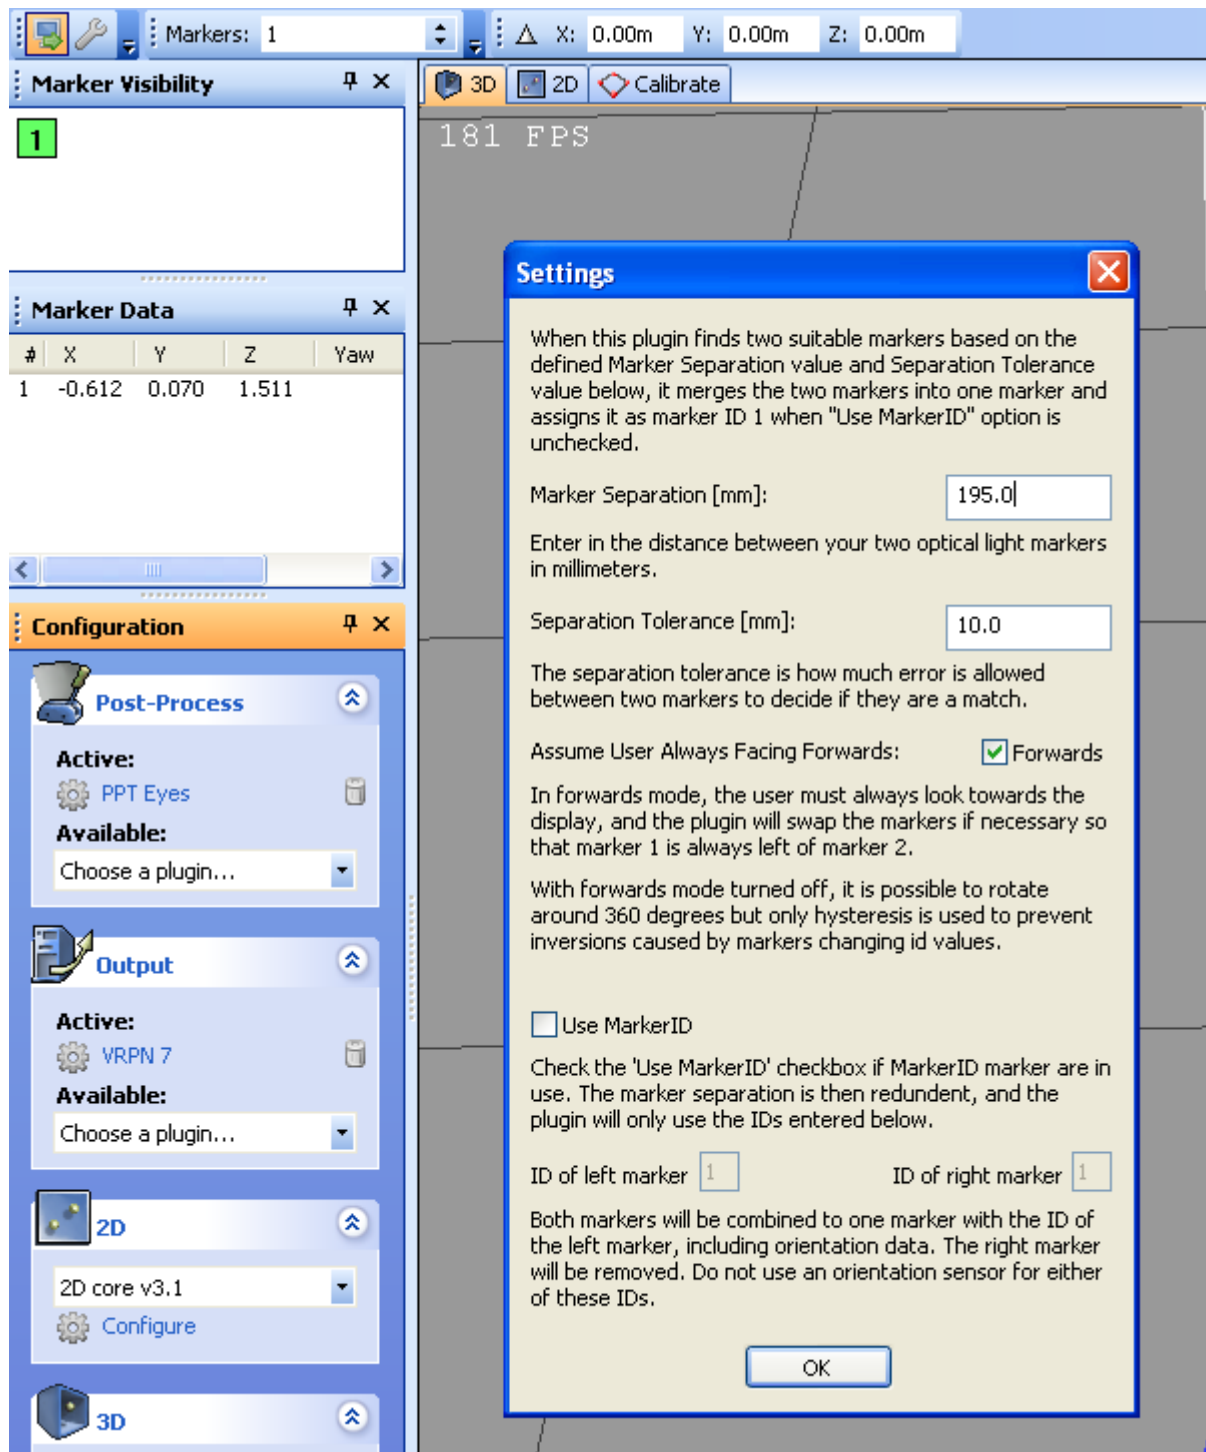 Markers: 1
X: 0.00m Y: 0.00m Z: 0.00m
Marker Visibility
1
3D 2D Calibrate
181 FPS
Marker Data
# X Y Z Yaw
1 -0.612 0.070 1.511
Configuration
Post-Process
Active:
PPT Eyes
Available:
Choose a plugin...
Output
Active:
VRPN 7
Available:
Choose a plugin...
2D
2D core v3.1
Configure
3D
Settings
When this plugin finds two suitable markers based on the
defined Marker Separation value and Separation Tolerance
value below, it merges the two markers into one marker and
assigns it as marker ID 1 when "Use MarkerID" option is
unchecked.
Marker Separation [mm]: 195.0
Enter in the distance between your two optical light markers
in millimeters.
Separation Tolerance [mm]: 10.0
The separation tolerance is how much error is allowed
between two markers to decide if they are a match.
Assume User Always Facing Forwards: Forwards
In forwards mode, the user must always look towards the
display, and the plugin will swap the markers if necessary so
that marker 1 is always left of marker 2.
With forwards mode turned off, it is possible to rotate
around 360 degrees but only hysteresis is used to prevent
inversions caused by markers changing id values.
Use MarkerID
Check the 'Use MarkerID' checkbox if MarkerID marker are in
use. The marker separation is then redundent, and the
plugin will only use the IDs entered below.
ID of left marker 1 ID of right marker 1
Both markers will be combined to one marker with the ID of
the left marker, including orientation data. The right marker
will be removed. Do not use an orientation sensor for either
of these IDs.
OK